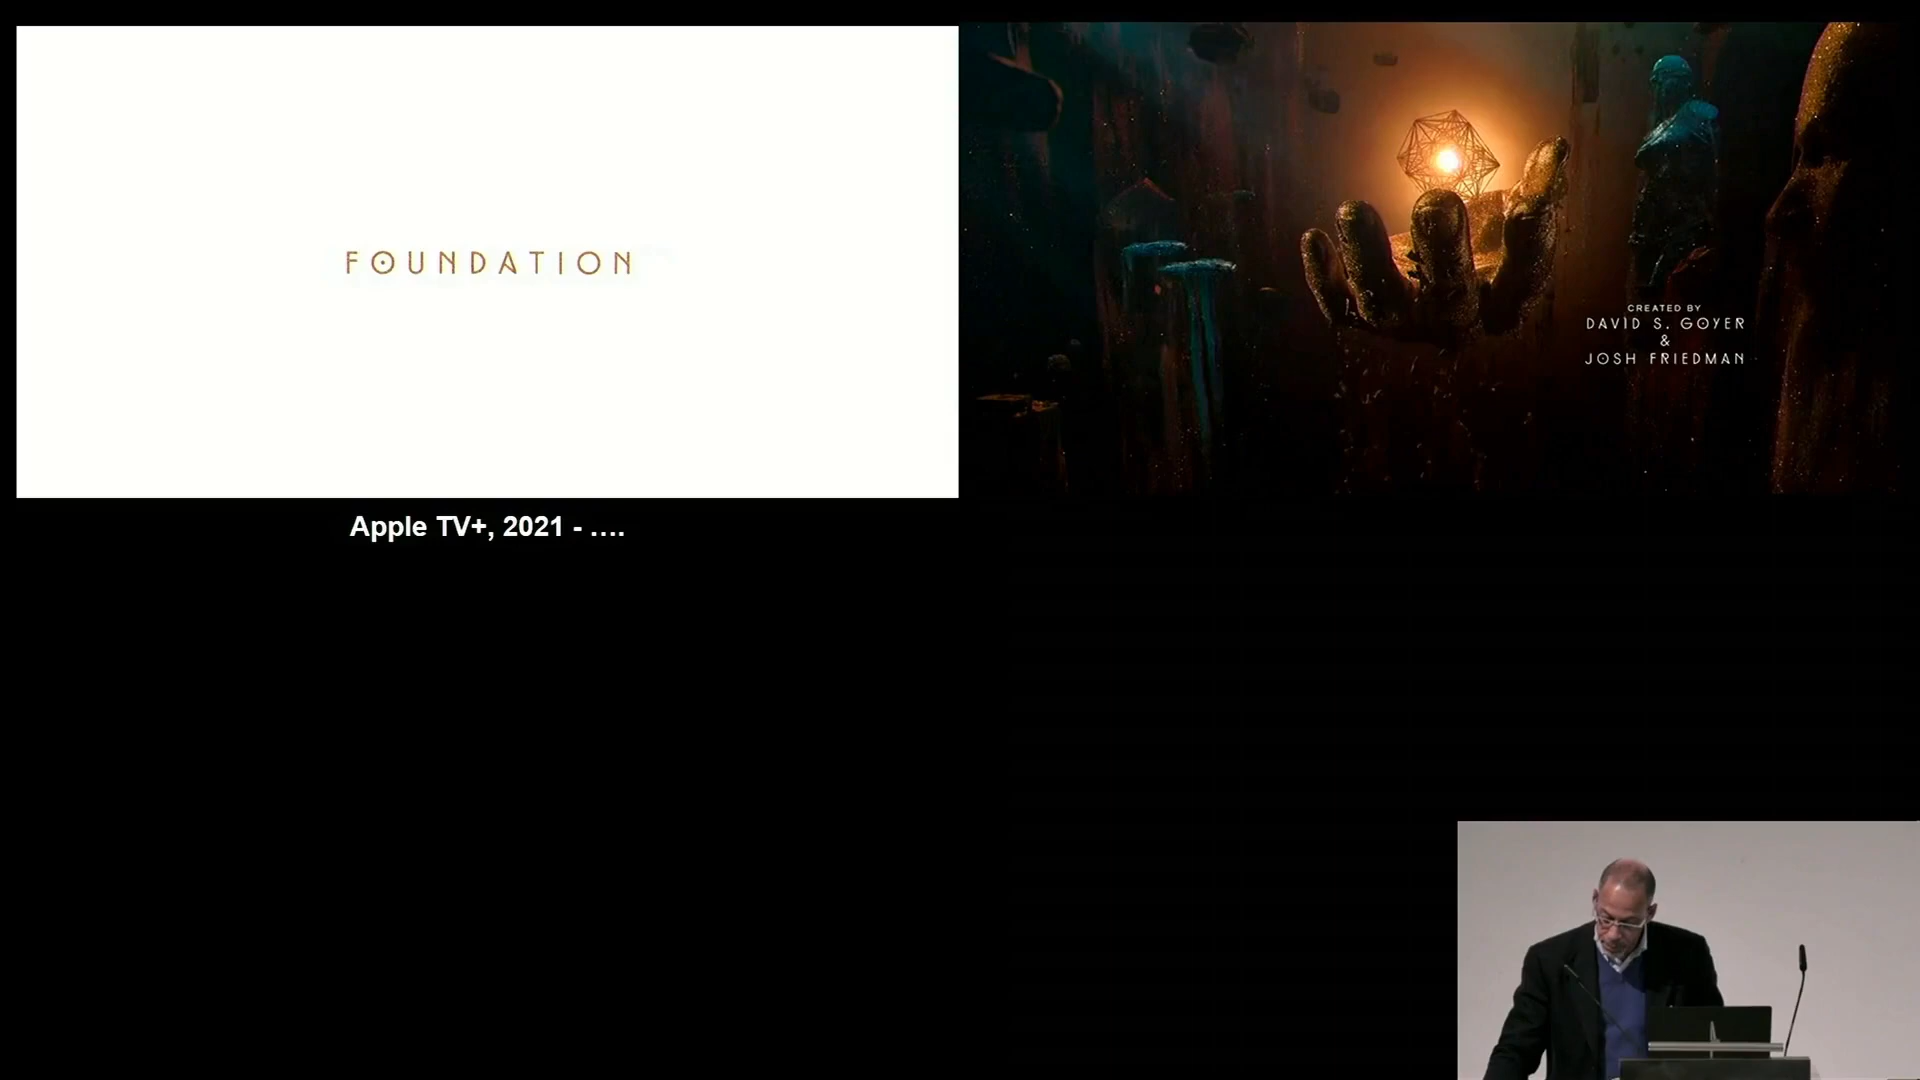 FOUNDATION
CREATED BY
DAVID S. GOYER
&
JOSH FRIEDMAN
Apple TV+, 2021 - ....